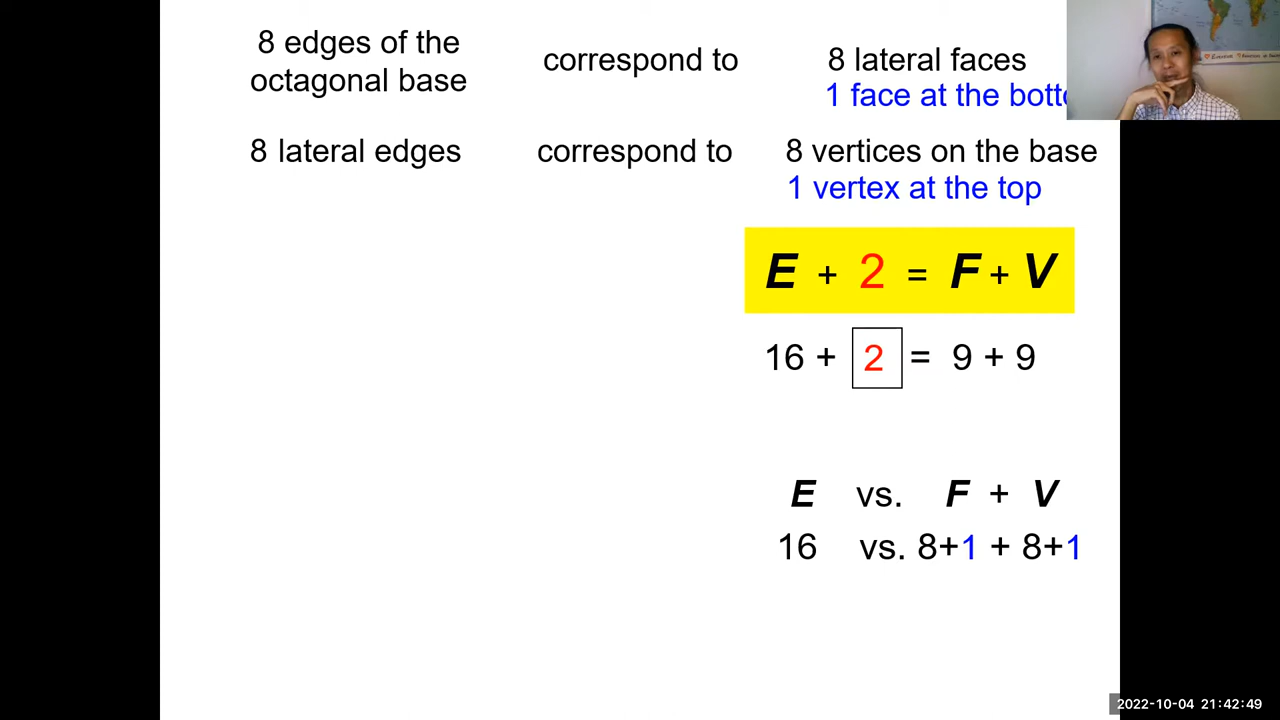 8 edges of the
octagonal base
correspond to
8 lateral faces
1 face at the
8 lateral edges
correspond to
8 vertices on the base
1 vertex at the top
E + 2 = F + V
16 + 2 = 9 + 9
E vs. F + V
16 vs. 8+1 + 8+1
2022-10-04 21:42:49